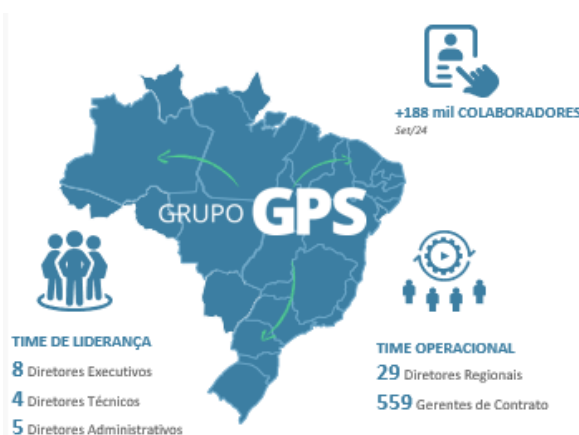 +188 mil COLABORADORES
Set/24
GRUPO GPS
TIME DE LIDERANÇA
8 Diretores Executivos
4 Diretores Técnicos
5 Diretores Administrativos
TIME OPERACIONAL
29 Diretores Regionais
559 Gerentes de Contrato